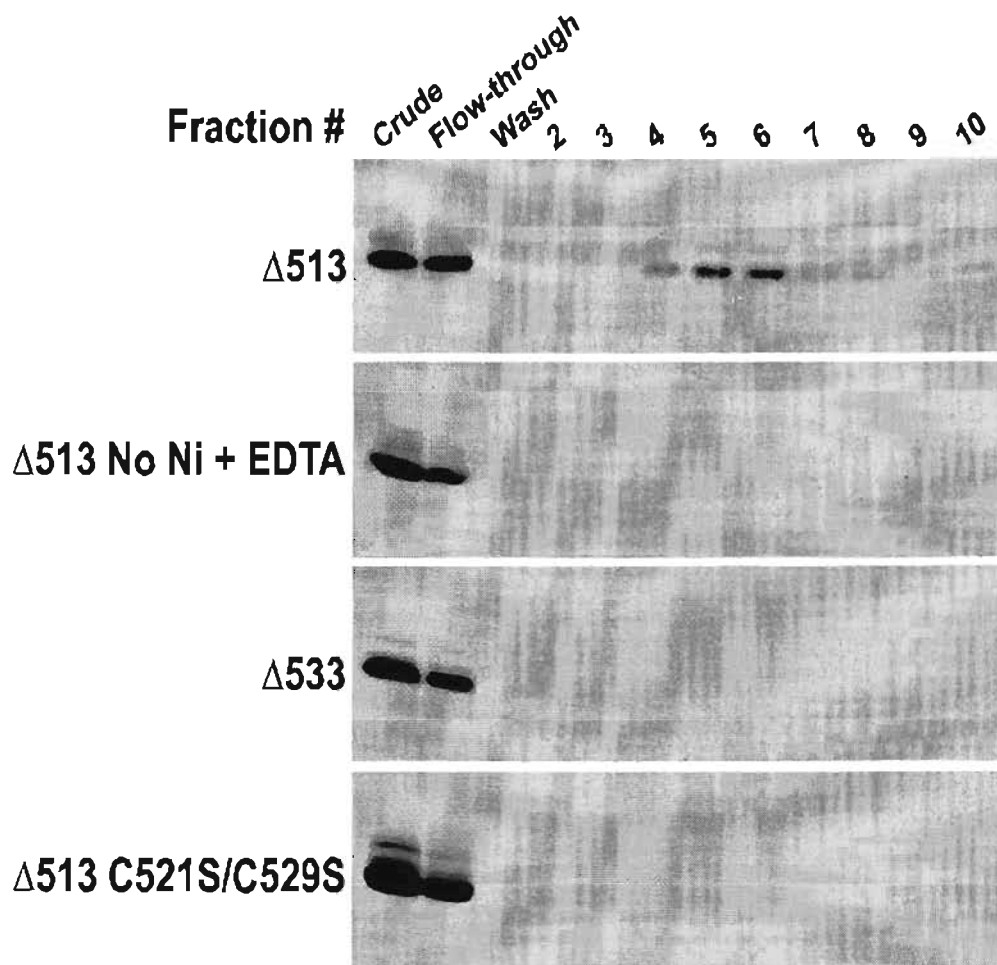 Fraction # Crude Flow-through Wash 2 3 4 5 6 7 8 9 10
Δ513
Δ513 No Ni + EDTA
Δ533
Δ513 C521S/C529S